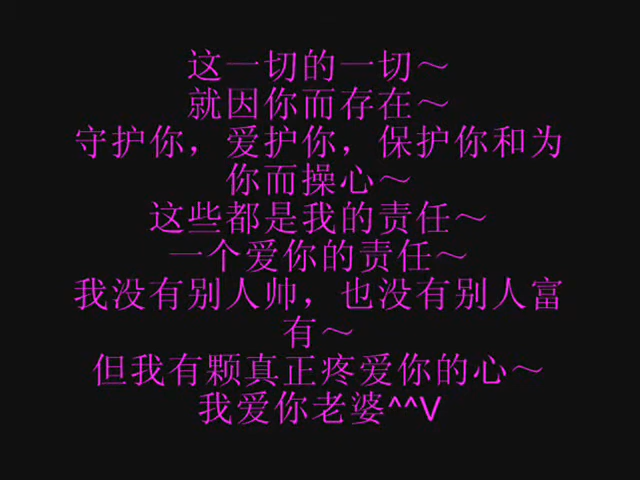 这一切的一切～
就因你而存在～
守护你，爱护你，保护你和为
你而操心～
这些都是我的责任～
一个爱你的责任～
我没有别人帅，也没有别人富
有～
但我有颗真正疼爱你的心～
我爱你老婆^^V